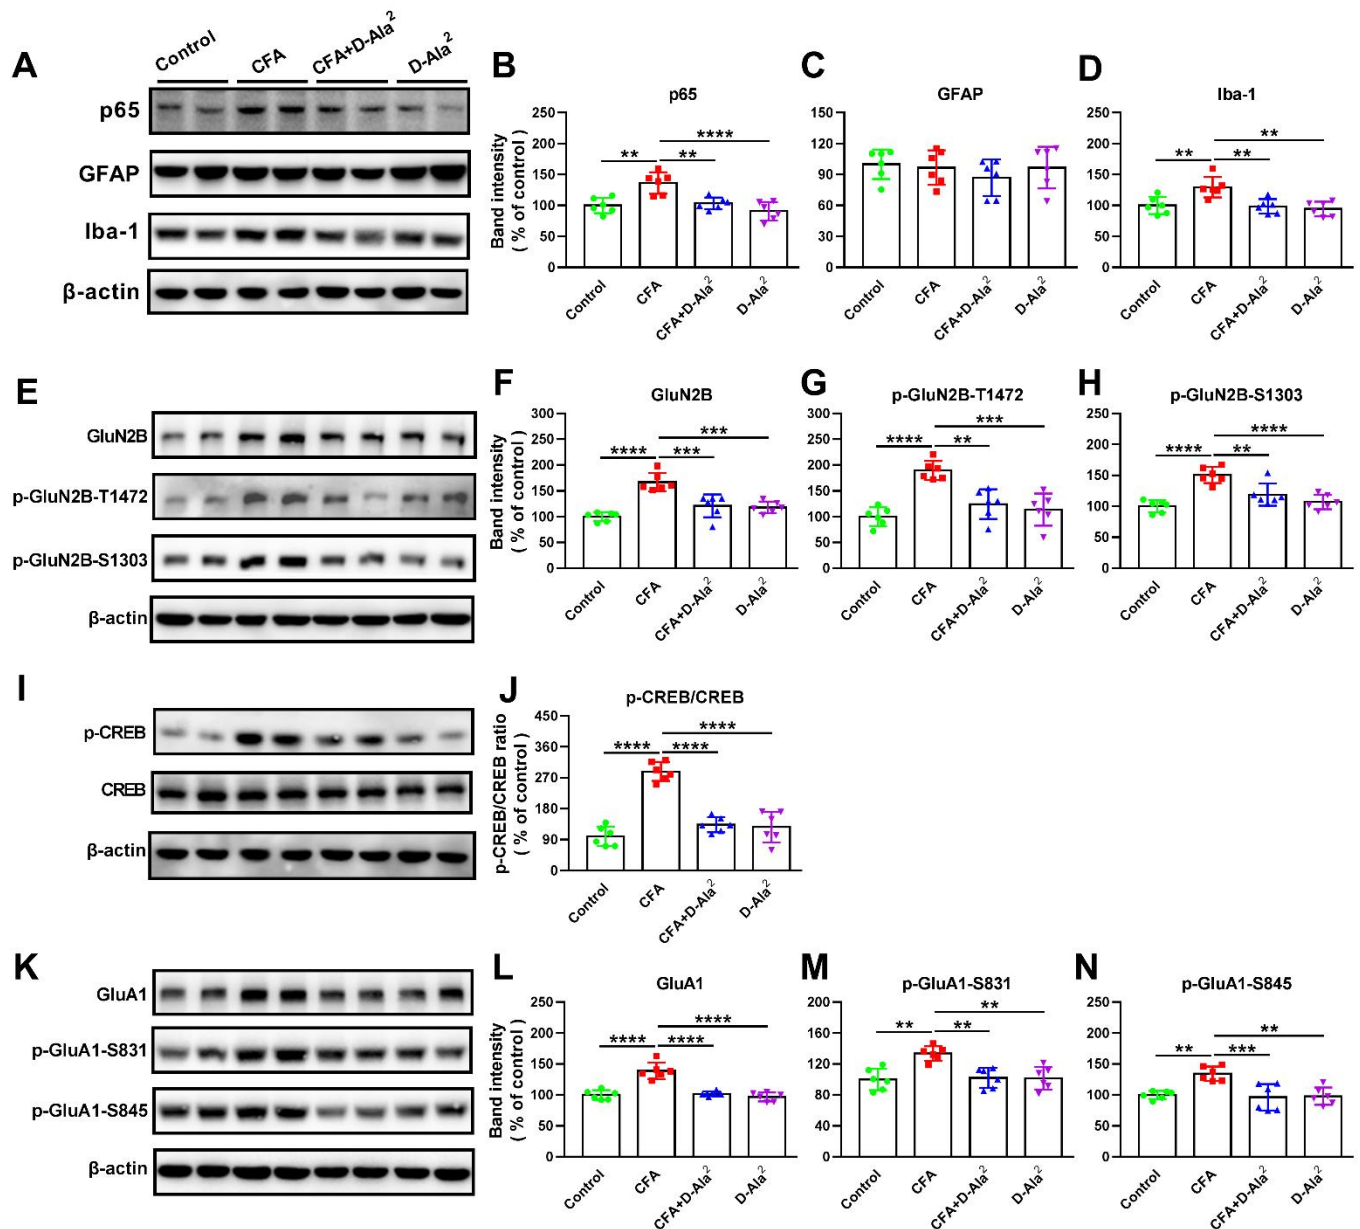 A
Control
CFA
CFA+D-Ala²
D-Ala²
p65
GFAP
Iba-1
β-actin
B
p65
Band intensity
( % of control )
250
200
150
100
50
0
**
**
****
Control
CFA
CFA+D-Ala²
D-Ala²
C
GFAP
150
120
90
60
30
0
Control
CFA
CFA+D-Ala²
D-Ala²
D
Iba-1
250
200
150
100
50
0
**
**
**
Control
CFA
CFA+D-Ala²
D-Ala²
E
GluN2B
p-GluN2B-T1472
p-GluN2B-S1303
β-actin
F
GluN2B
Band intensity
( % of control )
300
250
200
150
100
50
0
****
***
***
Control
CFA
CFA+D-Ala²
D-Ala²
G
p-GluN2B-T1472
300
250
200
150
100
50
0
****
**
***
Control
CFA
CFA+D-Ala²
D-Ala²
H
p-GluN2B-S1303
250
200
150
100
50
0
****
**
****
Control
CFA
CFA+D-Ala²
D-Ala²
I
p-CREB
CREB
β-actin
J
p-CREB/CREB
p-CREB/CREB ratio
( % of control )
450
360
270
180
90
0
****
****
****
Control
CFA
CFA+D-Ala²
D-Ala²
K
GluA1
p-GluA1-S831
p-GluA1-S845
β-actin
L
GluA1
Band intensity
( % of control )
250
200
150
100
50
0
****
****
****
Control
CFA
CFA+D-Ala²
D-Ala²
M
p-GluA1-S831
200
160
120
80
40
0
**
**
**
Control
CFA
CFA+D-Ala²
D-Ala²
N
p-GluA1-S845
250
200
150
100
50
0
**
***
**
Control
CFA
CFA+D-Ala²
D-Ala²